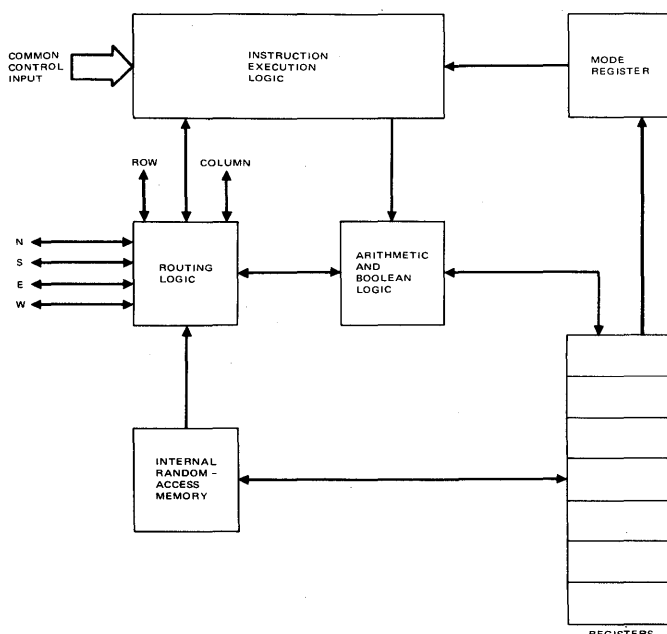 COMMON
CONTROL
INPUT
INSTRUCTION
EXECUTION
LOGIC
MODE
REGISTER
ROW
COLUMN
N
S
E
W
ROUTING
LOGIC
ARITHMETIC
AND
BOOLEAN
LOGIC
INTERNAL
RANDOM –
ACCESS
MEMORY
REGISTERS